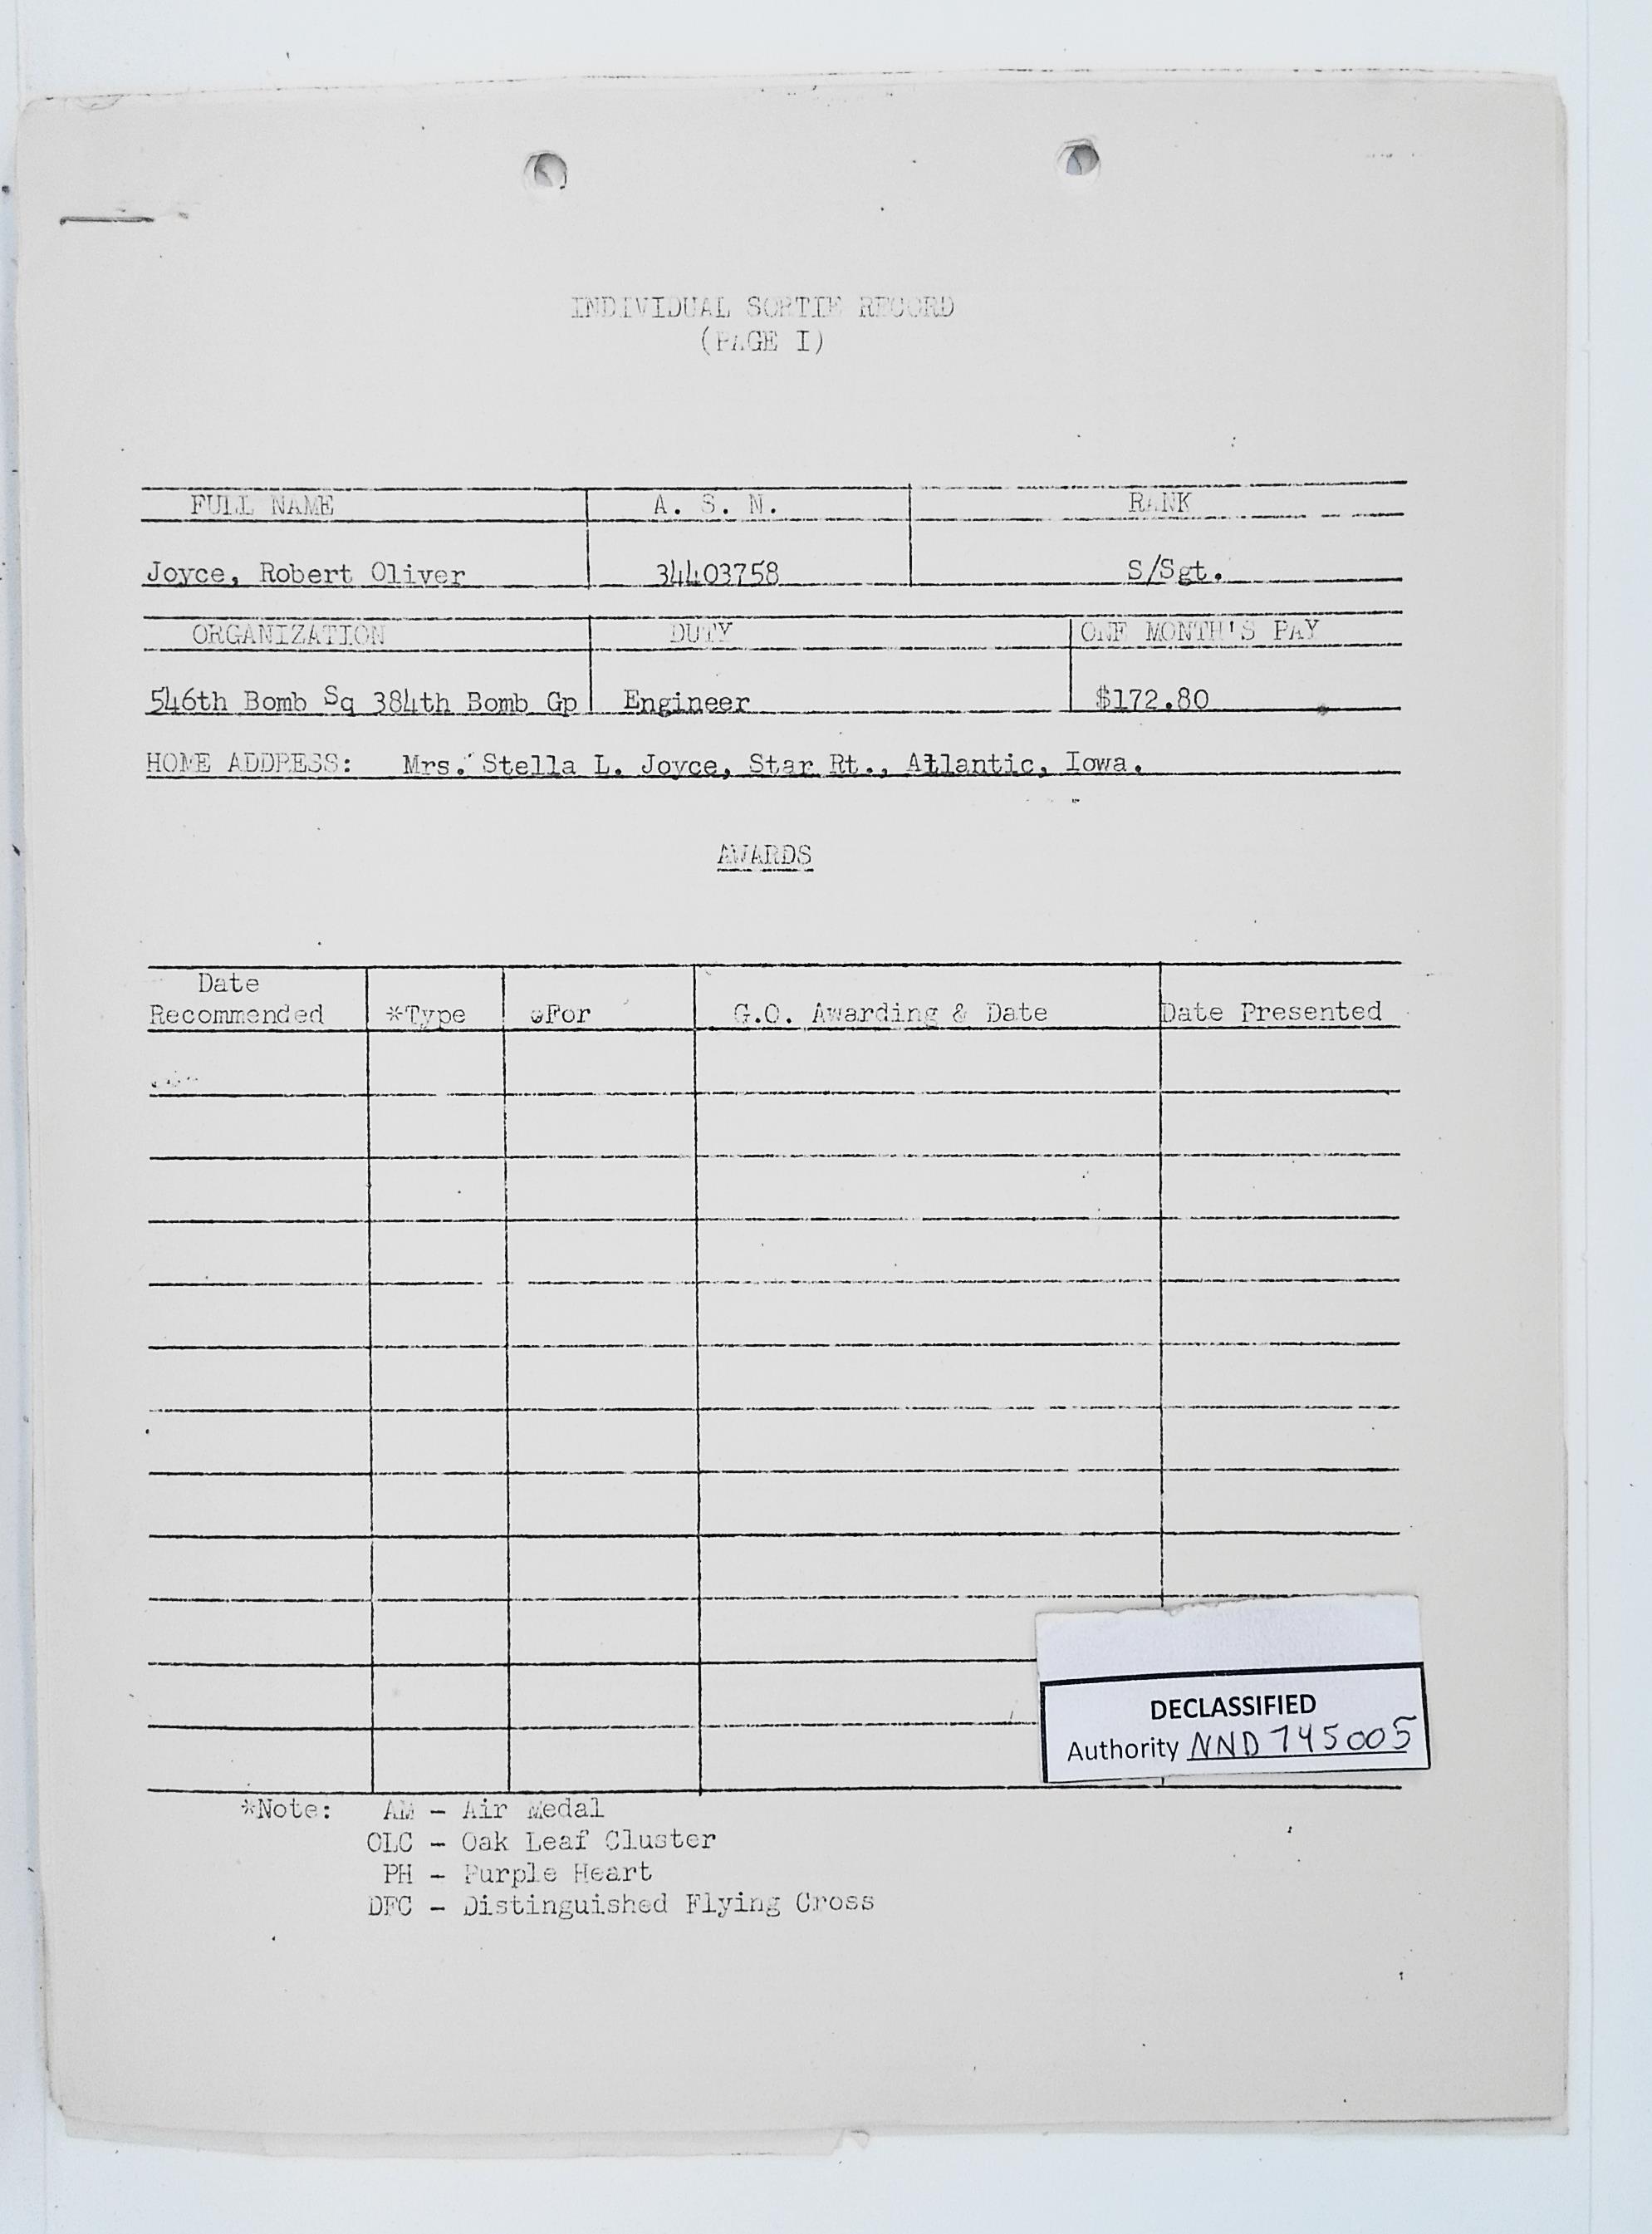 INDIVIDUAL SORTIE RECORD
(PAGE I)
FULL NAME A. S. N. RANK
Joyce, Robert Oliver 34403758 S/Sgt.
ORGANIZATION DUTY ONE MONTH'S PAY
546th Bomb Sq 384th Bomb Gp Engineer $172.80
HOME ADDRESS: Mrs. Stella L. Joyce, Star Rt., Atlantic, Iowa.
AWARDS
Date
Recommended *Type For G.O. Awarding & Date Date Presented
DECLASSIFIED
Authority NND 745005
*Note: AM - Air Medal
OLC - Oak Leaf Cluster
PH - Purple Heart
DFC - Distinguished Flying Cross